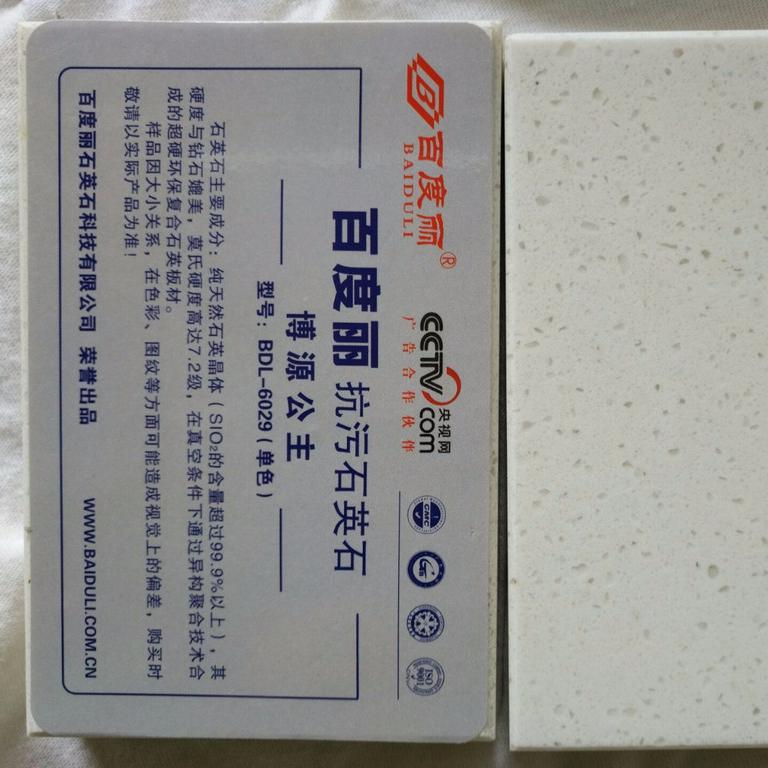 百度丽®
BAIDULI
CCTV.com 央视网
广告合作伙伴
CAFC
ISO
9001
百度丽 抗污石英石
博源公主
型号：BDL-6029（单色）
石英石主要成分：纯天然石英晶体（SIO₂的含量超过99.9%以上），其
硬度与钻石媲美，莫氏硬度高达7.2级，在真空条件下通过异构聚合技术合
成的超硬环保复合石英板材。
样品因大小关系，在色彩、图纹等方面可能造成视觉上的偏差，购买时
敬请以实际产品为准！
百度丽石英石科技有限公司 荣誉出品 WWW.BAIDULI.COM.CN